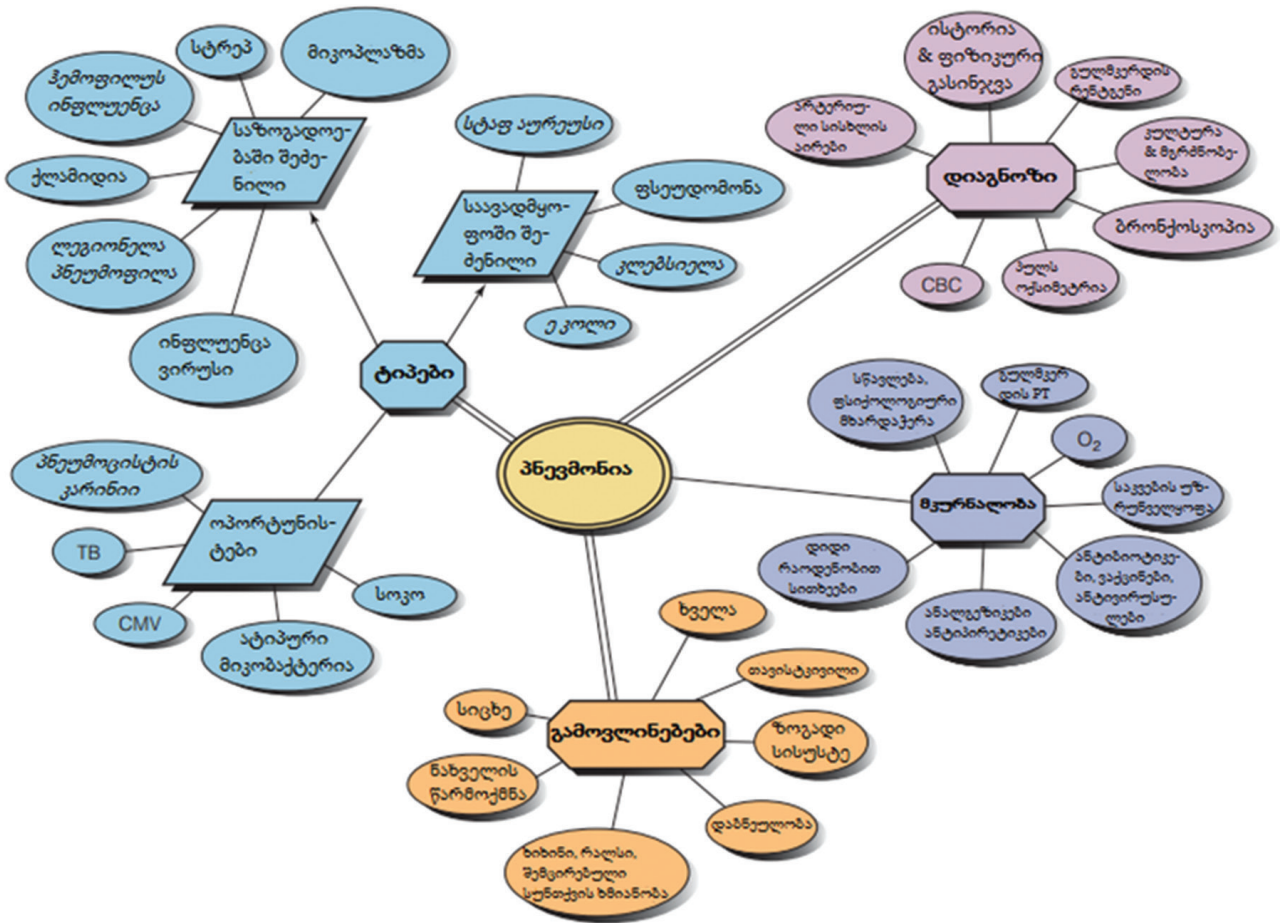 სტრეპ
მიკოპლაზმა
ჰემოფილუს
ინფლუენცა
საზოგადოე-
ბაში შეძე-
ნილი
ქლამიდია
ლეგიონელა
პნეუმოფილა
ინფლუენცა
ვირუსი
სტაფ აურეუსი
ფსეუდომონა
საავადმყო-
ფოში შე-
ძენილი
კლებსიელა
ე კოლი
ტიპები
პნეუმოცისტის
კარინიი
ოპორტუნის-
ტები
TB
CMV
სოკო
ატიპური
მიკობაქტერია
პნევმონია
ისტორია
& ფიზიკური
გასინჯვა
გულმკერდის
რენტგენი
არტერიუ-
ლი სისხლის
აირები
კულტურა
& მგრძნობე-
ლობა
დიაგნოზი
ბრონქოსკოპია
CBC
პულს
ოქსიმეტრია
სწავლება,
ფსიქოლოგიური
მხარდაჭერა
გულმკერ
დის PT
O₂
საკვების უზ-
რუნველყოფა
მკურნალობა
დიდი
რაოდენობით
სითხეები
ანტიბიოტიკე-
ბი, ვაქცინები,
ანტივირუსუ-
ლები
ანალგეზიკები
ანტიპირეტიკები
ხველა
თავისტკივილი
სიცხე
გამოვლინებები
ზოგადი
სისუსტე
ნახველის
წარმოქმნა
დაბნეულობა
ხიხინი, რალსი,
შემცირებული
სუნთქვის ხმიანობა